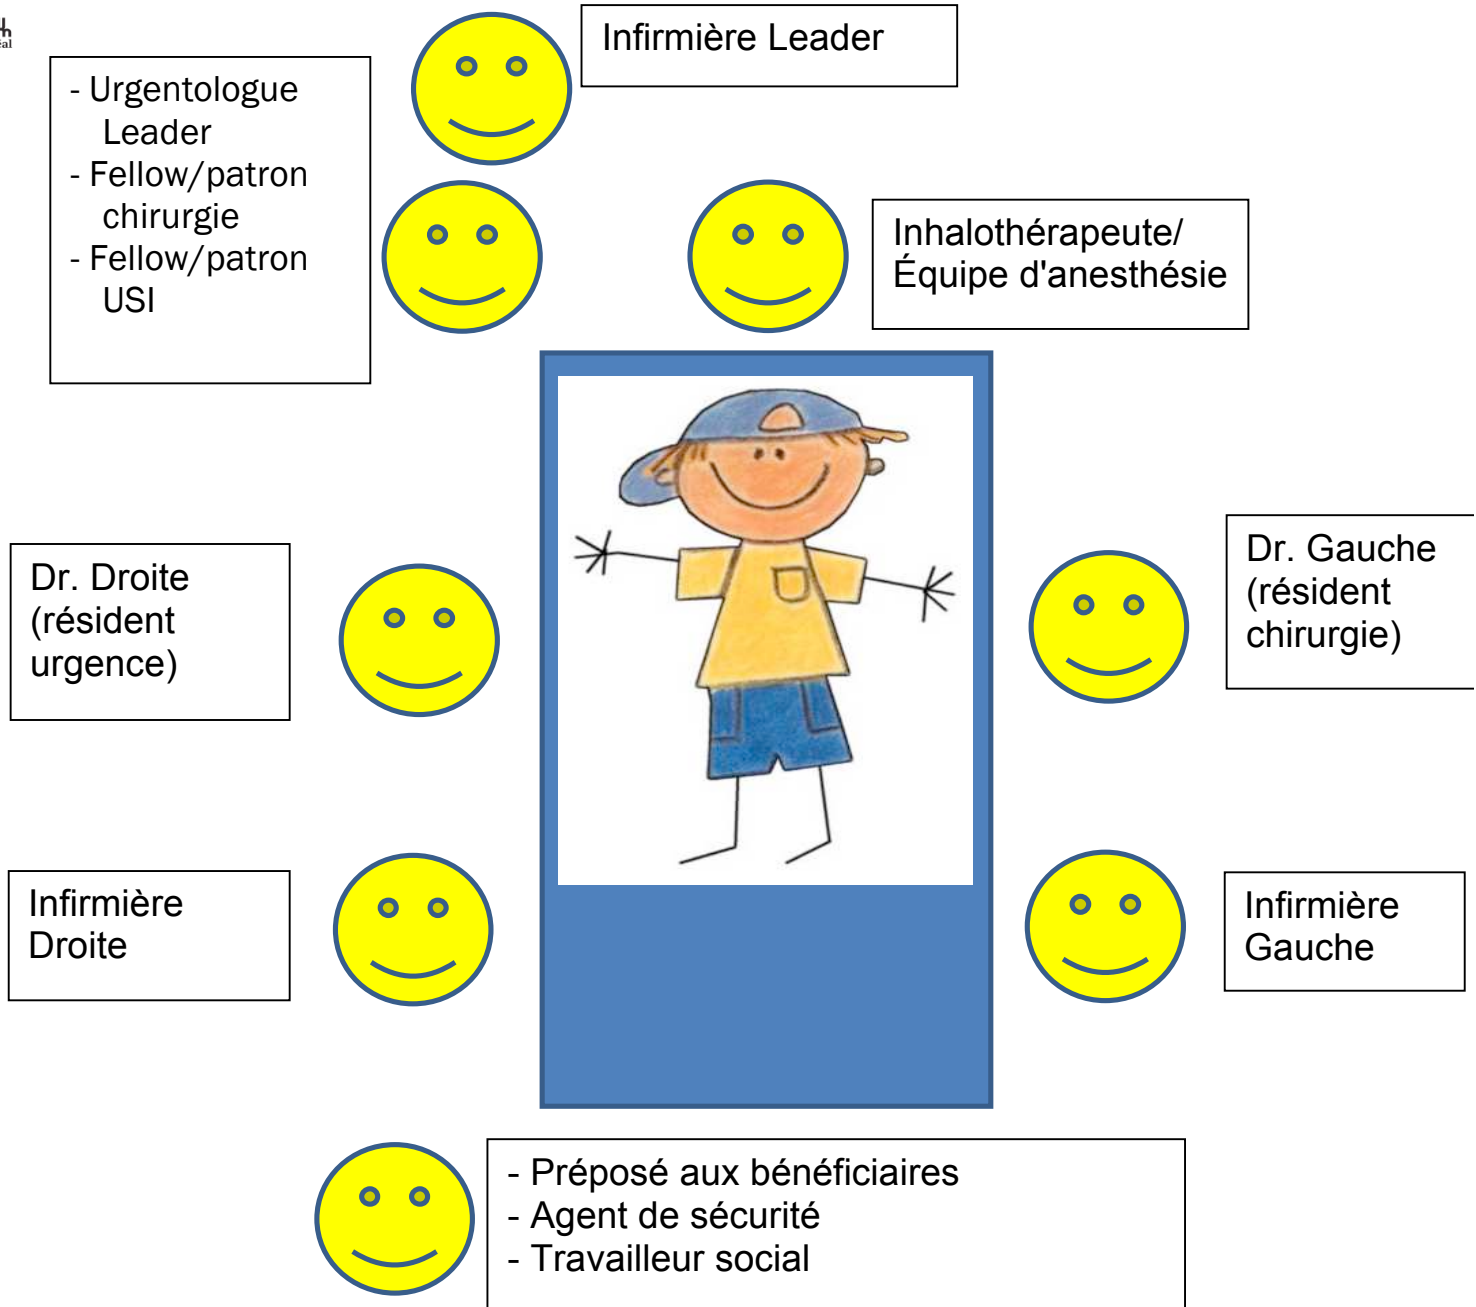 éal
Infirmière Leader
- Urgentologue
Leader
- Fellow/patron
chirurgie
- Fellow/patron
USI
Inhalothérapeute/
Équipe d'anesthésie
Dr. Droite
(résident
urgence)
Dr. Gauche
(résident
chirurgie)
Infirmière
Droite
Infirmière
Gauche
- Préposé aux bénéficiaires
- Agent de sécurité
- Travailleur social